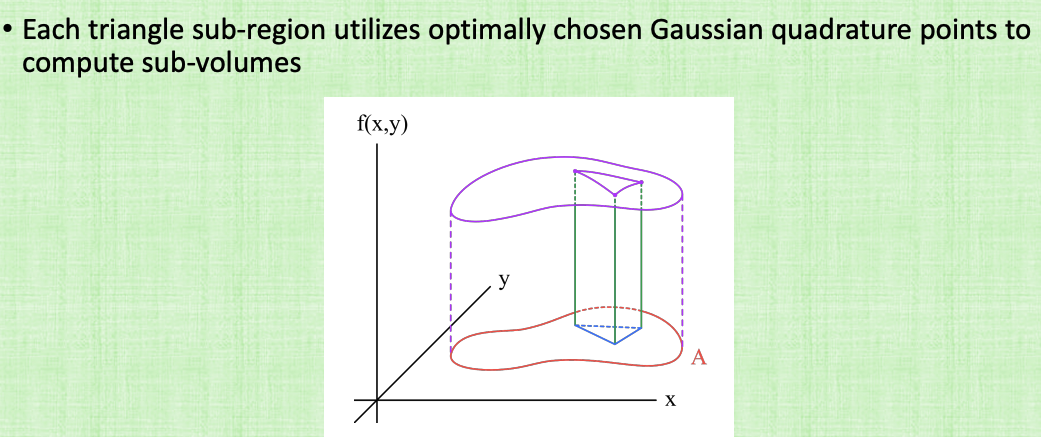 • Each triangle sub-region utilizes optimally chosen Gaussian quadrature points to
compute sub-volumes
f(x,y)
y
A
x